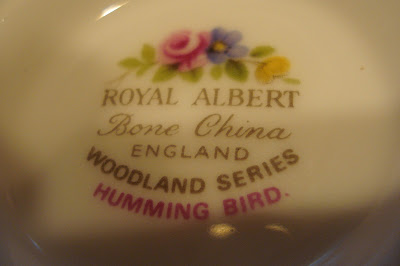 ROYAL ALBERT
Bone China
ENGLAND
WOODLAND SERIES
HUMMING BIRD.